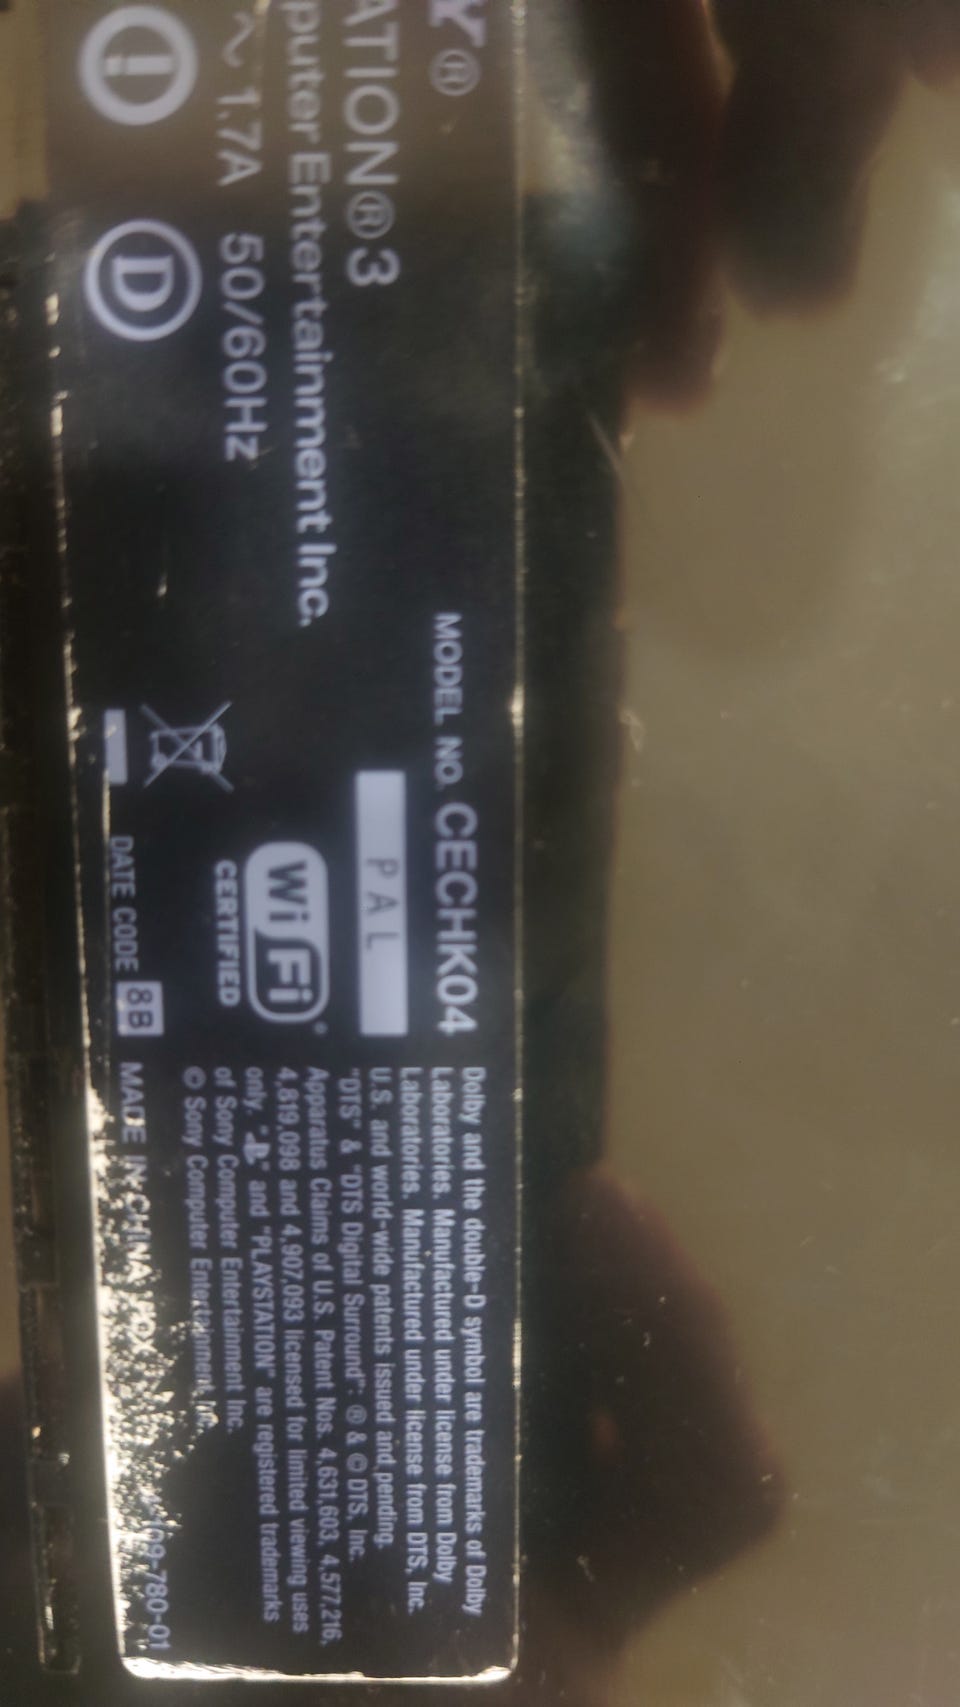 Y®
ATION®3
puter Entertainment Inc.
~ 1.7A 50/60Hz
D
MODEL NO. CECHK04
PAL
Wi Fi
CERTIFIED
DATE CODE 8B MADE IN CHINA
Dolby and the double-D symbol are trademarks of Dolby
Laboratories. Manufactured under license from Dolby
Laboratories. Manufactured under license from DTS, Inc.
U.S. and world-wide patents issued and pending.
"DTS" & "DTS Digital Surround": ® & © DTS, Inc.
Apparatus Claims of U.S. Patent Nos. 4,631,603, 4,577,216,
4,819,098 and 4,907,093 licensed for limited viewing uses
only. " " and "PLAYSTATION" are registered trademarks
of Sony Computer Entertainment Inc.
© Sony Computer Entertainment Inc.
09-780-01